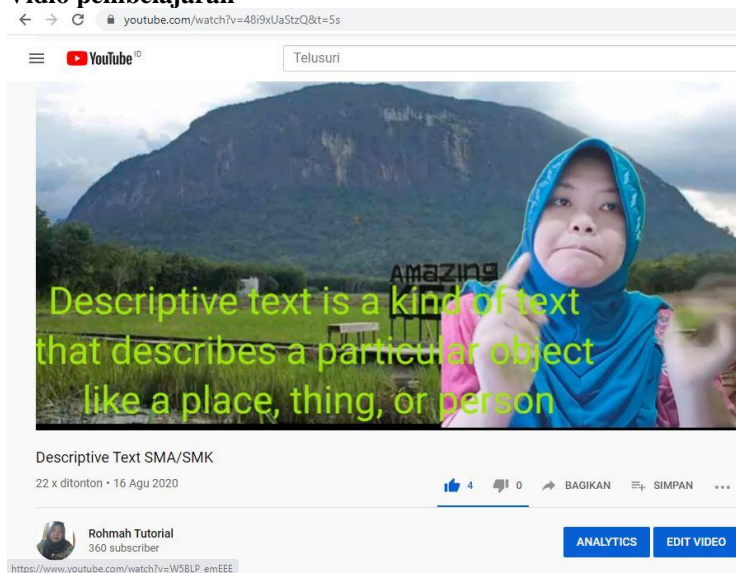 Vidio pembelajaran
youtube.com/watch?v=48i9xUaStzQ&t=5s
YouTube ID
Telusuri
AMaZING
Descriptive text is a kind of text
that describes a particular object
like a place, thing, or person
Descriptive Text SMA/SMK
22 x ditonton • 16 Agu 2020
4 0 BAGIKAN SIMPAN
Rohmah Tutorial
360 subscriber
ANALYTICS EDIT VIDEO
https://www.youtube.com/watch?v=W5BLP_emEEE